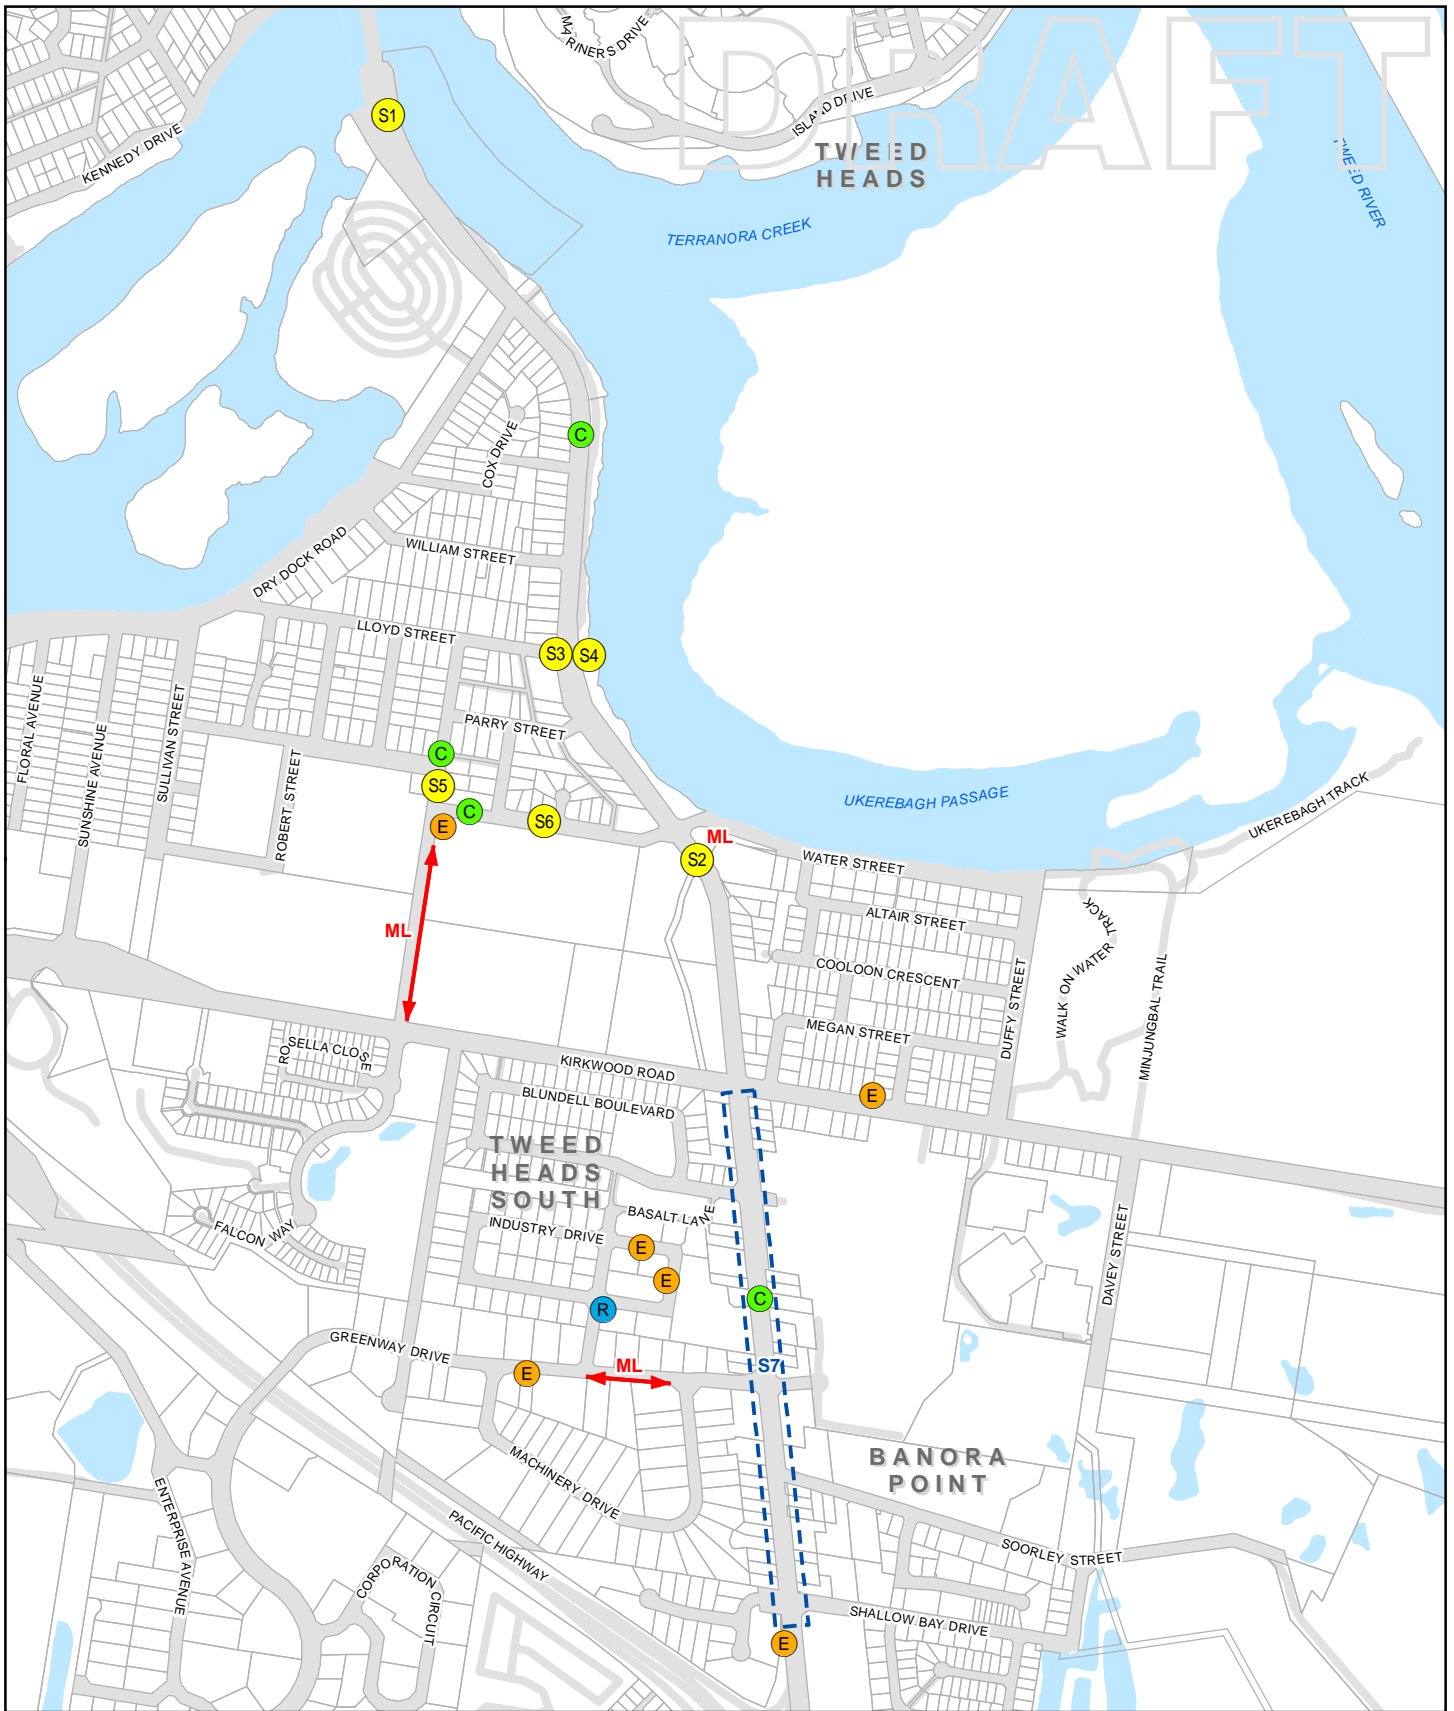 DRAFT
MARINERS DRIVE
ISLAND DRIVE
S1
KENNEDY DRIVE
TWEED
HEADS
TWEED RIVER
TERRANORA CREEK
C
COX DRIVE
WILLIAM STREET
DRY DOCK ROAD
LLOYD STREET
S3
S4
FLORAL AVENUE
SUNSHINE AVENUE
SULLIVAN STREET
ROBERT STREET
PARRY STREET
C
S5
C
E
S6
UKEREBAGH PASSAGE
UKEREBAGH TRACK
ML
S2
WATER STREET
ALTAIR STREET
COOLOON CRESCENT
MEGAN STREET
DUFFY STREET
WALK ON WATER TRACK
MINJUNGBAL TRAIL
ML
ROSELLA CLOSE
KIRKWOOD ROAD
BLUNDELL BOULEVARD
E
TWEED
HEADS
SOUTH
BASALT LANE
INDUSTRY DRIVE
FALCON WAY
E
E
R
C
DAVEY STREET
GREENWAY DRIVE
E
ML
S7
MACHINERY DRIVE
BANORA
POINT
ENTERPRISE AVENUE
PACIFIC HIGHWAY
CORPORATION CIRCUIT
SOORLEY STREET
SHALLOW BAY DRIVE
E